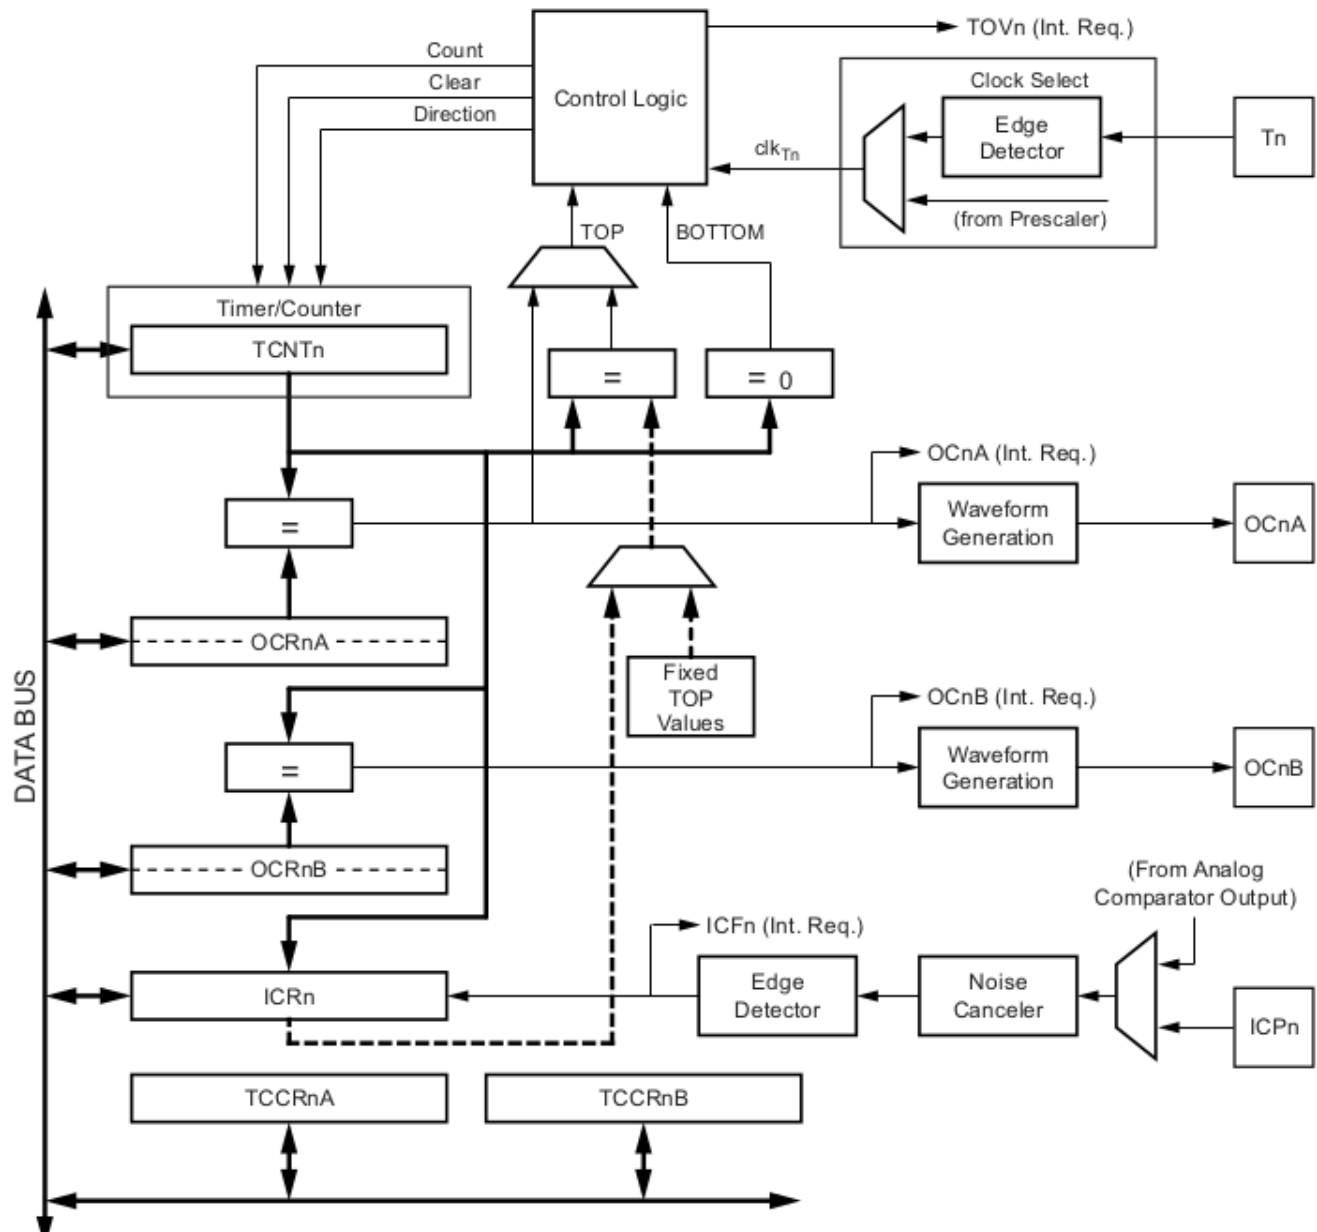 TOVn (Int. Req.)
Count
Clear
Direction
Control Logic
Clock Select
Edge
Detector
Tn
clkTn
(from Prescaler)
TOP
BOTTOM
Timer/Counter
TCNTn
=
= 0
OCnA (Int. Req.)
=
Waveform
Generation
OCnA
OCRnA
Fixed
TOP
Values
DATA BUS
OCnB (Int. Req.)
=
Waveform
Generation
OCnB
OCRnB
(From Analog
Comparator Output)
ICFn (Int. Req.)
ICRn
Edge
Detector
Noise
Canceler
ICPn
TCCRnA
TCCRnB